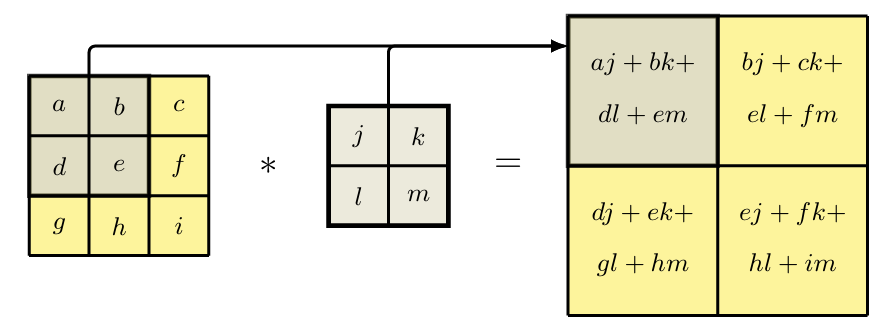 a b c
d e f
g h i
*
j k
l m
=
aj + bk+
dl + em
bj + ck+
el + fm
dj + ek+
gl + hm
ej + fk+
hl + im